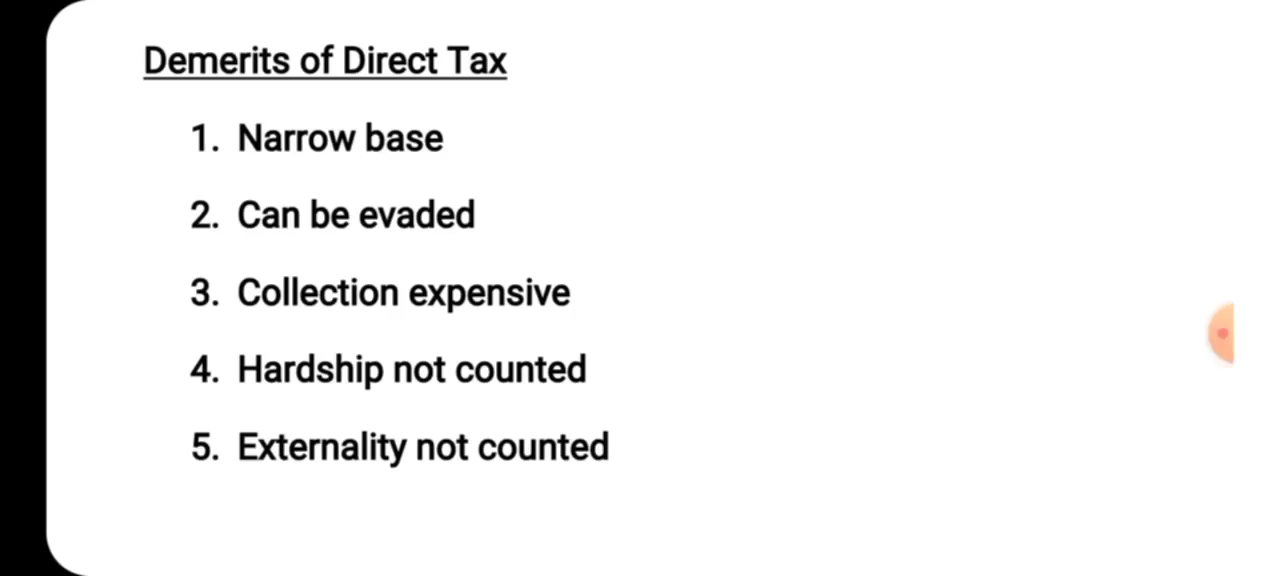 Demerits of Direct Tax
1. Narrow base
2. Can be evaded
3. Collection expensive
4. Hardship not counted
5. Externality not counted